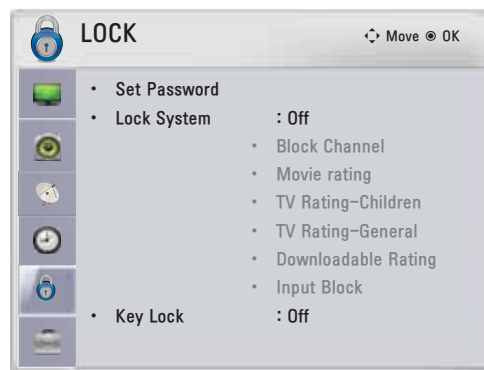 LOCK
Move OK
• Set Password
• Lock System : Off
• Block Channel
• Movie rating
• TV Rating-Children
• TV Rating-General
• Downloadable Rating
• Input Block
• Key Lock : Off